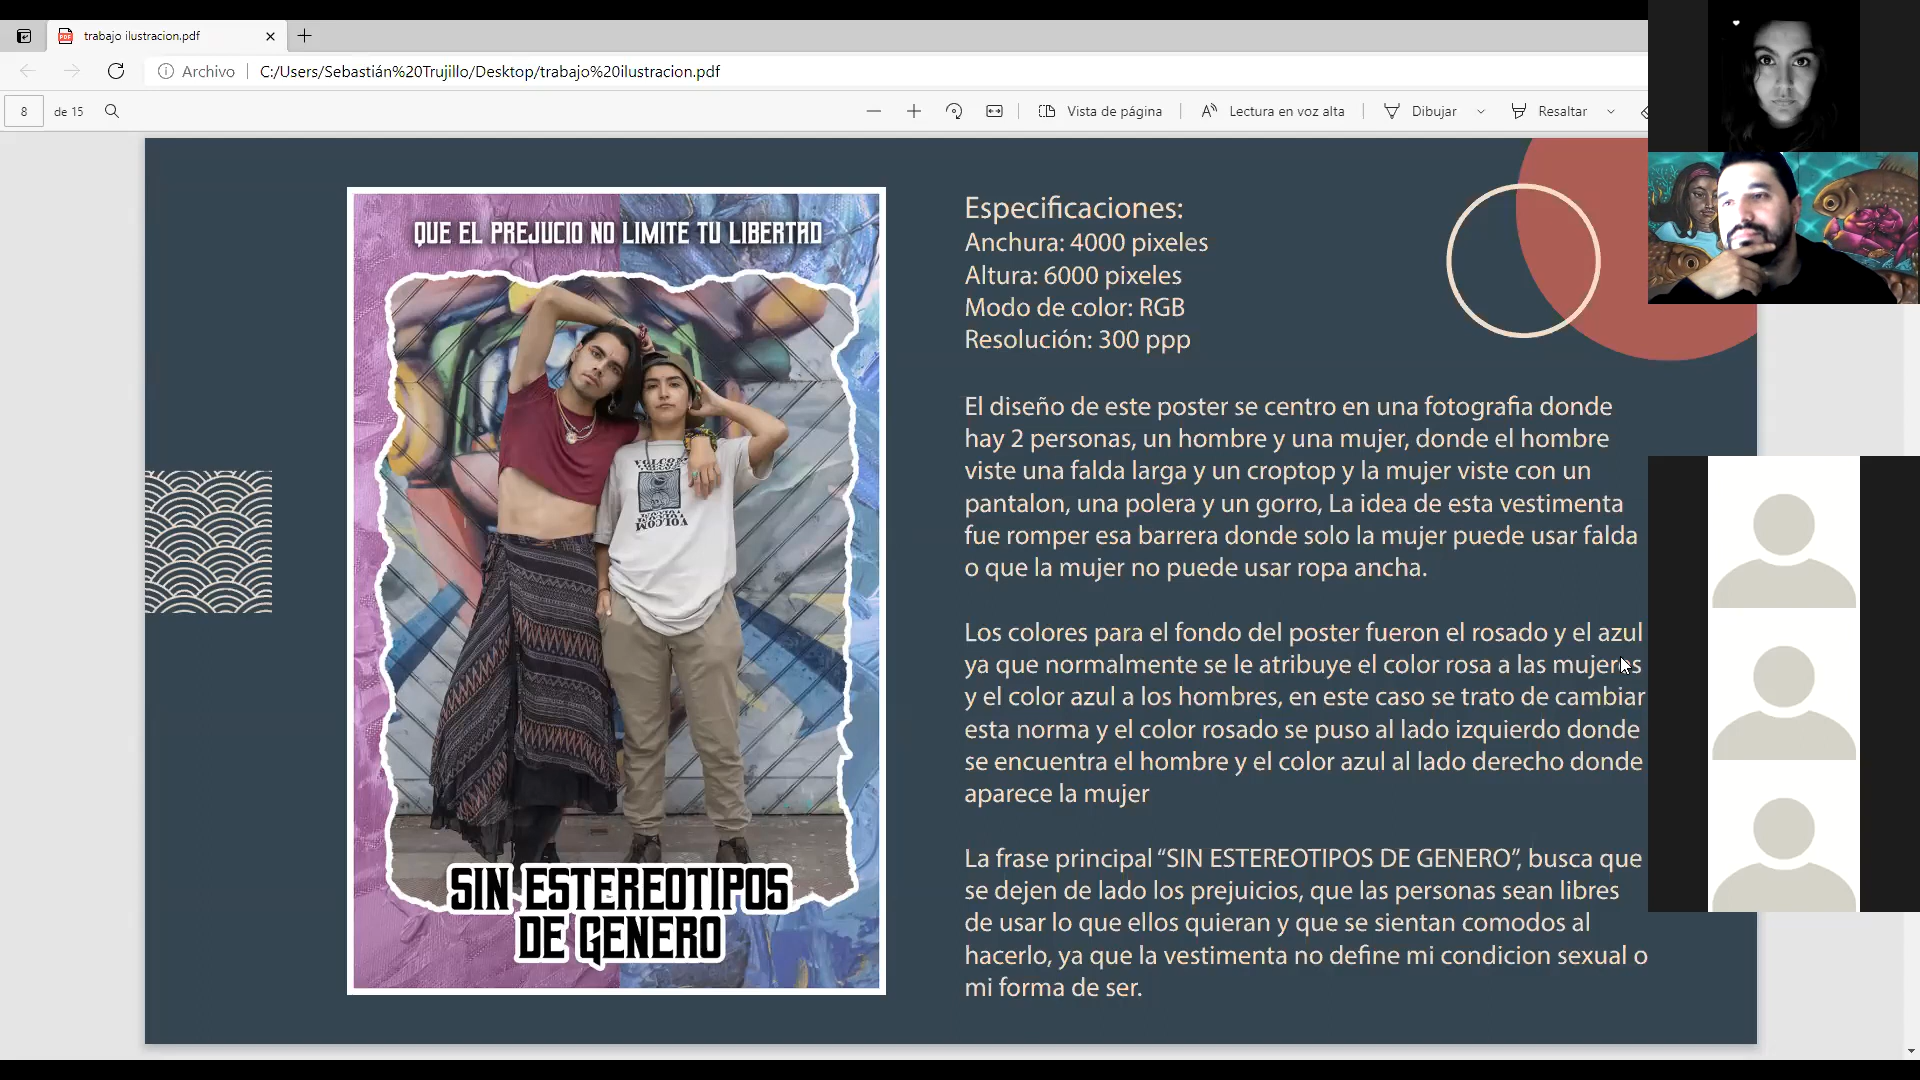 trabajo ilustracion.pdf
Archivo
C:/Users/Sebastián%20Trujillo/Desktop/trabajo%20ilustracion.pdf
8 de 15
Vista de página
Lectura en voz alta
Dibujar
Resaltar
QUE EL PREJUCIO NO LIMITE TU LIBERTAD
VOLCOM
VOLCOM
SIN ESTEREOTIPOS
DE GENERO
Especificaciones:
Anchura: 4000 pixeles
Altura: 6000 pixeles
Modo de color: RGB
Resolución: 300 ppp
El diseño de este poster se centro en una fotografia donde
hay 2 personas, un hombre y una mujer, donde el hombre
viste una falda larga y un croptop y la mujer viste con un
pantalon, una polera y un gorro, La idea de esta vestimenta
fue romper esa barrera donde solo la mujer puede usar falda
o que la mujer no puede usar ropa ancha.
Los colores para el fondo del poster fueron el rosado y el azul
ya que normalmente se le atribuye el color rosa a las mujeres
y el color azul a los hombres, en este caso se trato de cambiar
esta norma y el color rosado se puso al lado izquierdo donde
se encuentra el hombre y el color azul al lado derecho donde
aparece la mujer
La frase principal “SIN ESTEREOTIPOS DE GENERO”, busca que
se dejen de lado los prejuicios, que las personas sean libres
de usar lo que ellos quieran y que se sientan comodos al
hacerlo, ya que la vestimenta no define mi condicion sexual o
mi forma de ser.